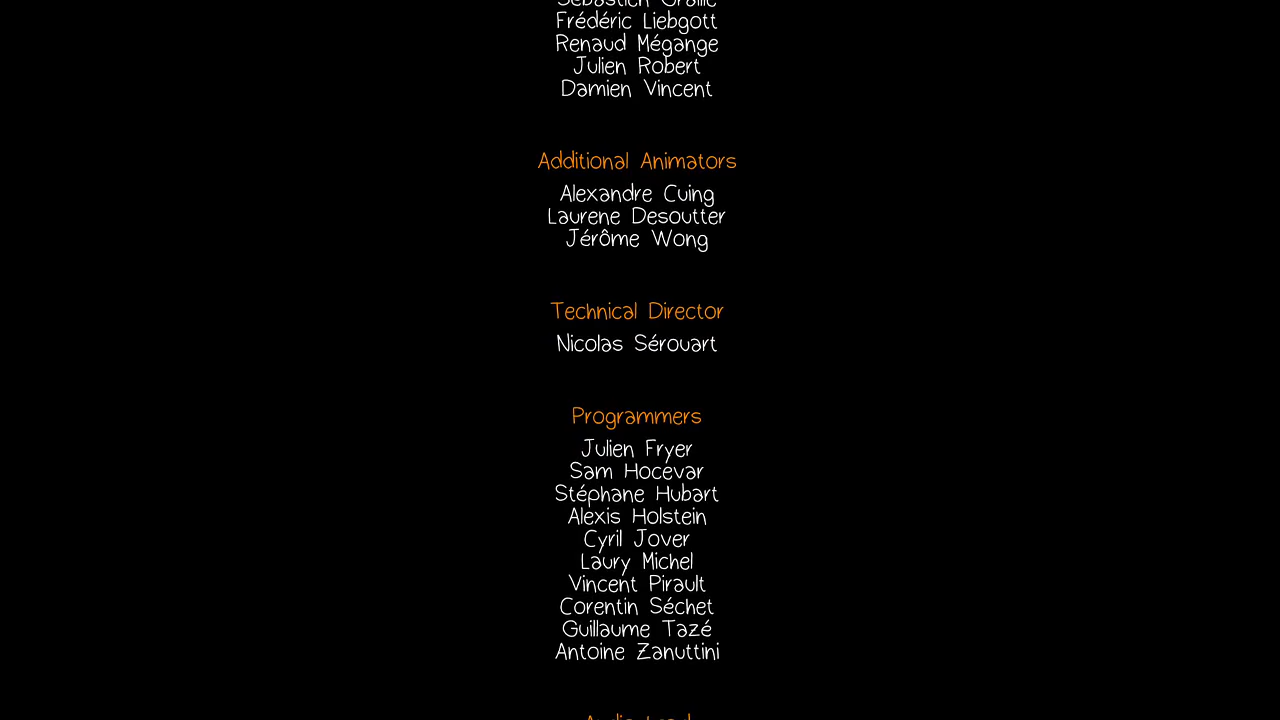 Frédéric Liebgott
Renaud Mégange
Julien Robert
Damien Vincent
Additional Animators
Alexandre Cuing
Laurene Desoutter
Jérôme Wong
Technical Director
Nicolas Sérouart
Programmers
Julien Fryer
Sam Hocevar
Stéphane Hubart
Alexis Holstein
Cyril Jover
Laury Michel
Vincent Pirault
Corentin Séchet
Guillaume Tazé
Antoine Zanuttini